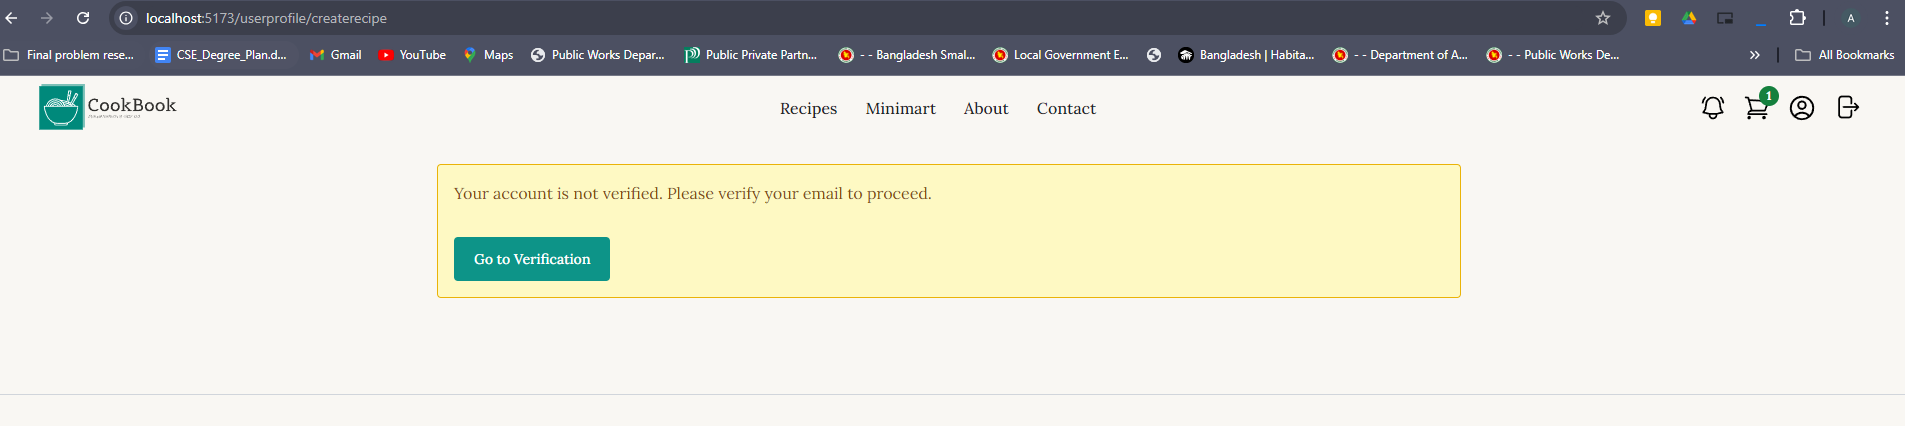 localhost:5173/userprofile/createrecipe
A
Final problem rese... CSE_Degree_Plan.d... Gmail YouTube Maps Public Works Depar... Public Private Partn... - - Bangladesh Smal... Local Government E... Bangladesh | Habita... - - Department of A... - - Public Works De... » All Bookmarks
CookBook
Recipes Minimart About Contact
1
Your account is not verified. Please verify your email to proceed.
Go to Verification